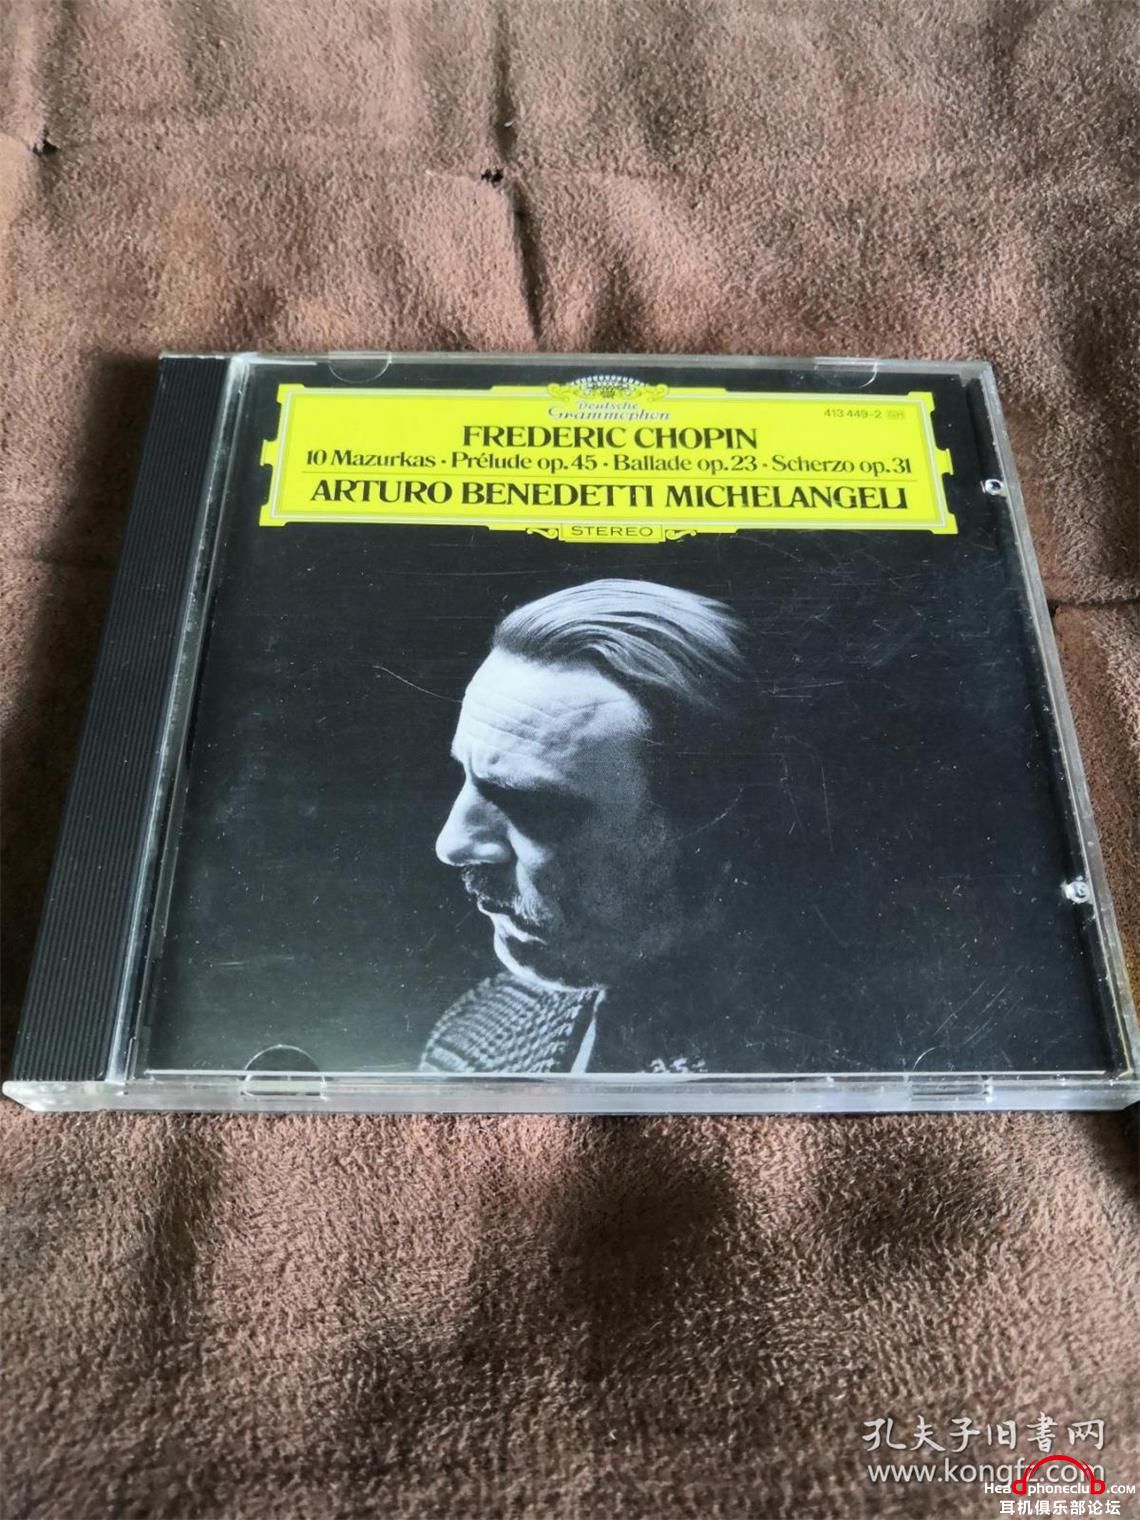 Deutsche
Grammophon
413 449-2 GH
FREDERIC CHOPIN
10 Mazurkas · Prélude op. 45 · Ballade op. 23 · Scherzo op. 31
ARTURO BENEDETTI MICHELANGELI
STEREO
孔夫子旧书网
www.kongfz.com
Headphoneclub.com
耳机俱乐部论坛